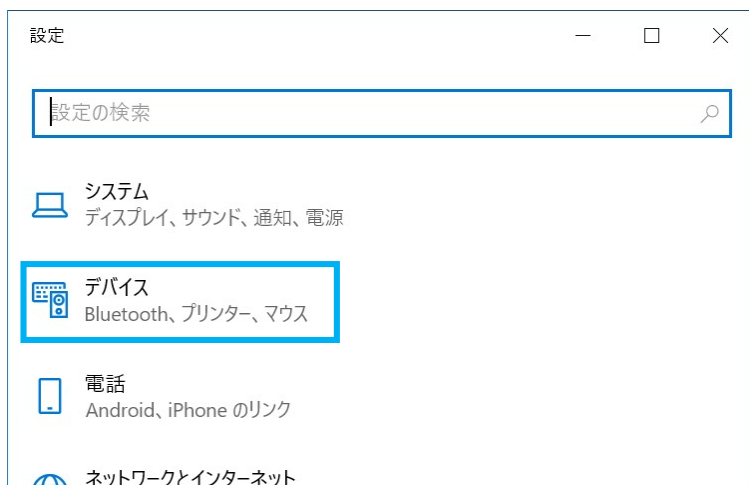 設定
設定の検索
システム
ディスプレイ、サウンド、通知、電源
デバイス
Bluetooth、プリンター、マウス
電話
Android、iPhone のリンク
ネットワークとインターネット